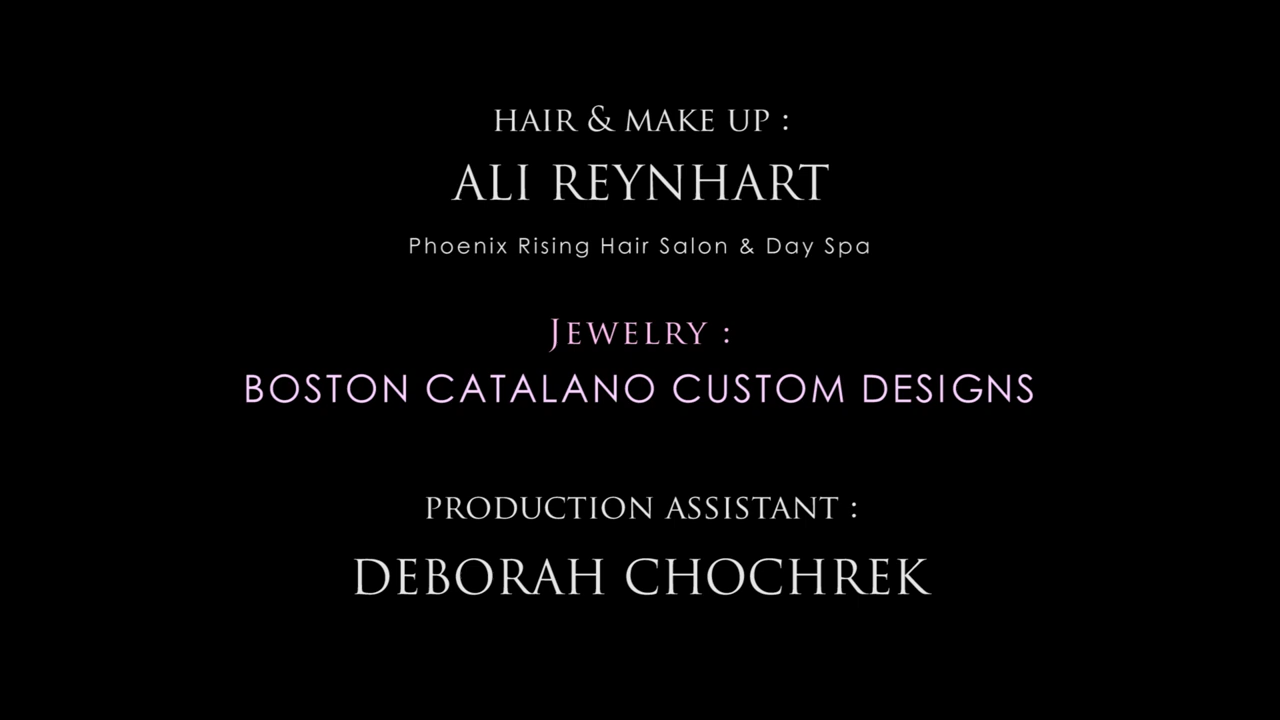 HAIR & MAKE UP :
ALI REYNHART
Phoenix Rising Hair Salon & Day Spa
JEWELRY :
BOSTON CATALANO CUSTOM DESIGNS
PRODUCTION ASSISTANT :
DEBORAH CHOCHREK